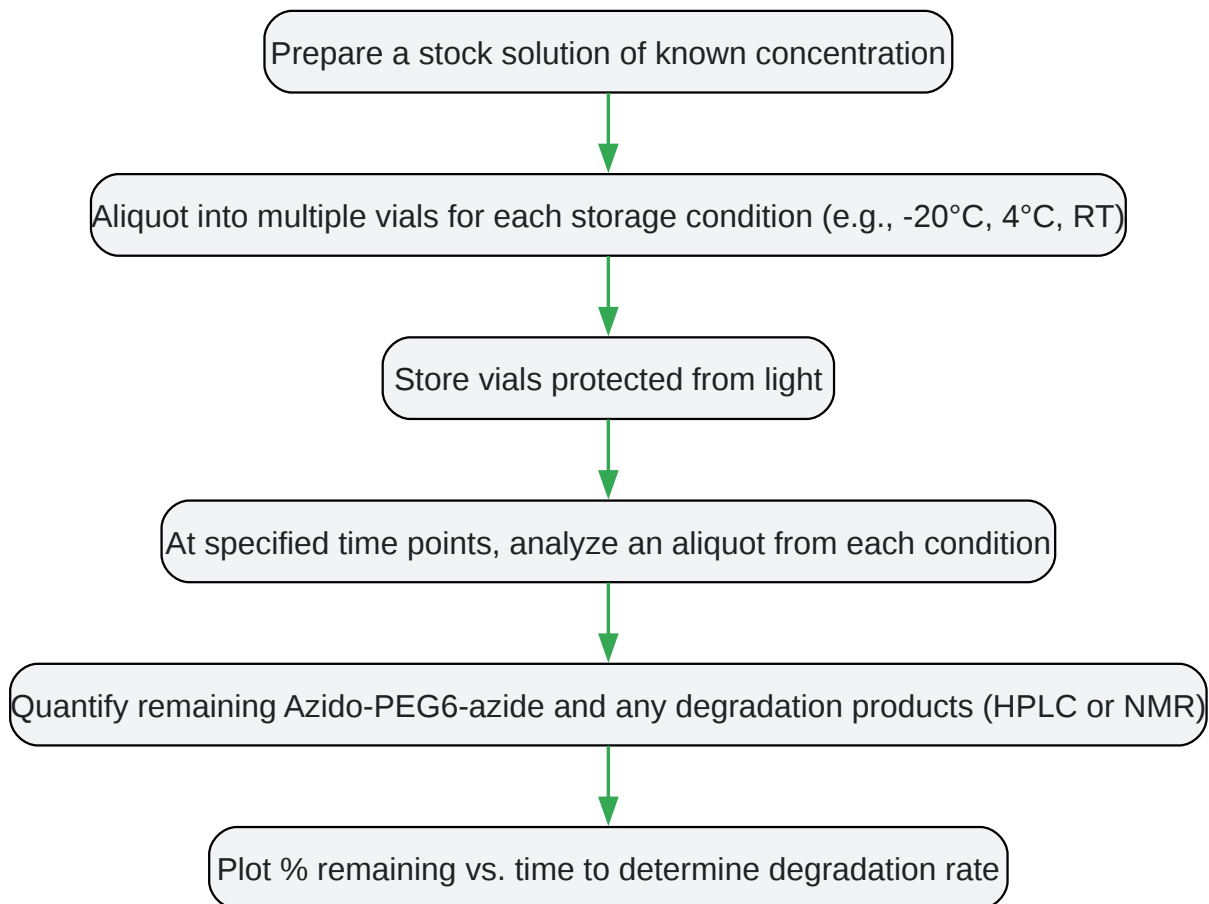 Prepare a stock solution of known concentration
Aliquot into multiple vials for each storage condition (e.g., -20°C, 4°C, RT)
Store vials protected from light
At specified time points, analyze an aliquot from each condition
Quantify remaining Azido-PEG6-azide and any degradation products (HPLC or NMR)
Plot % remaining vs. time to determine degradation rate